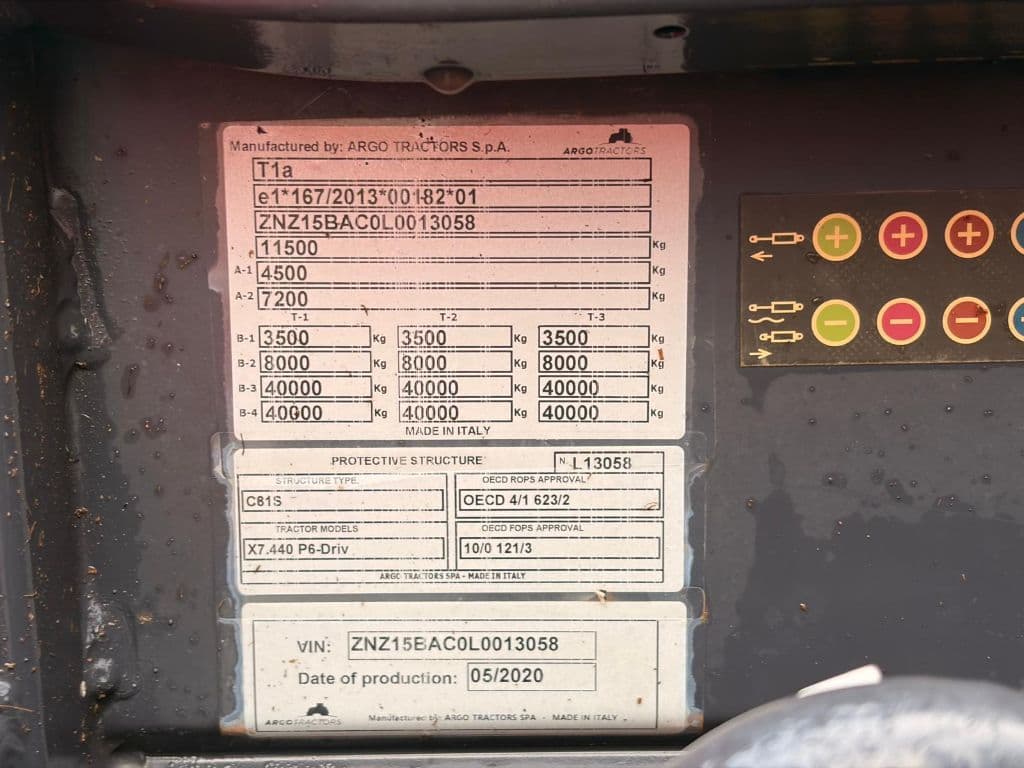 Manufactured by: ARGO TRACTORS S.p.A. ARGOTRACTORS
T1a
e1*167/2013*00182*01
ZNZ15BAC0L0013058
11500 Kg
A-1 4500 Kg
A-2 7200 Kg
T-1 T-2 T-3
B-1 3500 Kg 3500 Kg 3500 Kg
B-2 8000 Kg 8000 Kg 8000 Kg
B-3 40000 Kg 40000 Kg 40000 Kg
B-4 40000 Kg 40000 Kg 40000 Kg
MADE IN ITALY
PROTECTIVE STRUCTURE N. L13058
STRUCTURE TYPE. OECD ROPS APPROVAL
C81S OECD 4/1 623/2
TRACTOR MODELS OECD FOPS APPROVAL
X7.440 P6-Driv 10/0 121/3
ARGO TRACTORS SPA - MADE IN ITALY
VIN: ZNZ15BAC0L0013058
Date of production: 05/2020
ARGOTRACTORS Manufactured by: ARGO TRACTORS SPA - MADE IN ITALY
+ + +
− − −